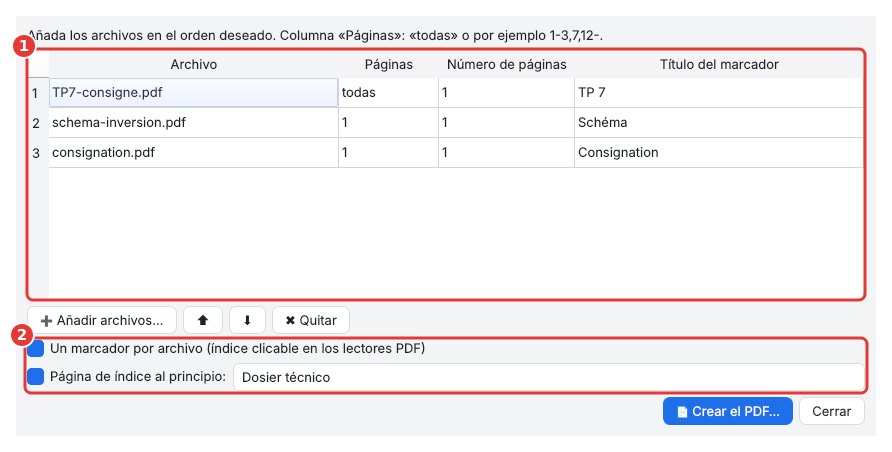 Añada los archivos en el orden deseado. Columna «Páginas»: «todas» o por ejemplo 1-3,7,12-.
1
Archivo Páginas Número de páginas Título del marcador
1 TP7-consigne.pdf todas 1 TP 7
2 schema-inversion.pdf 1 1 Schéma
3 consignation.pdf 1 1 Consignation
➕ Añadir archivos... ⬆ ⬇ ✖ Quitar
2
Un marcador por archivo (índice clicable en los lectores PDF)
Página de índice al principio: Dosier técnico
Crear el PDF... Cerrar